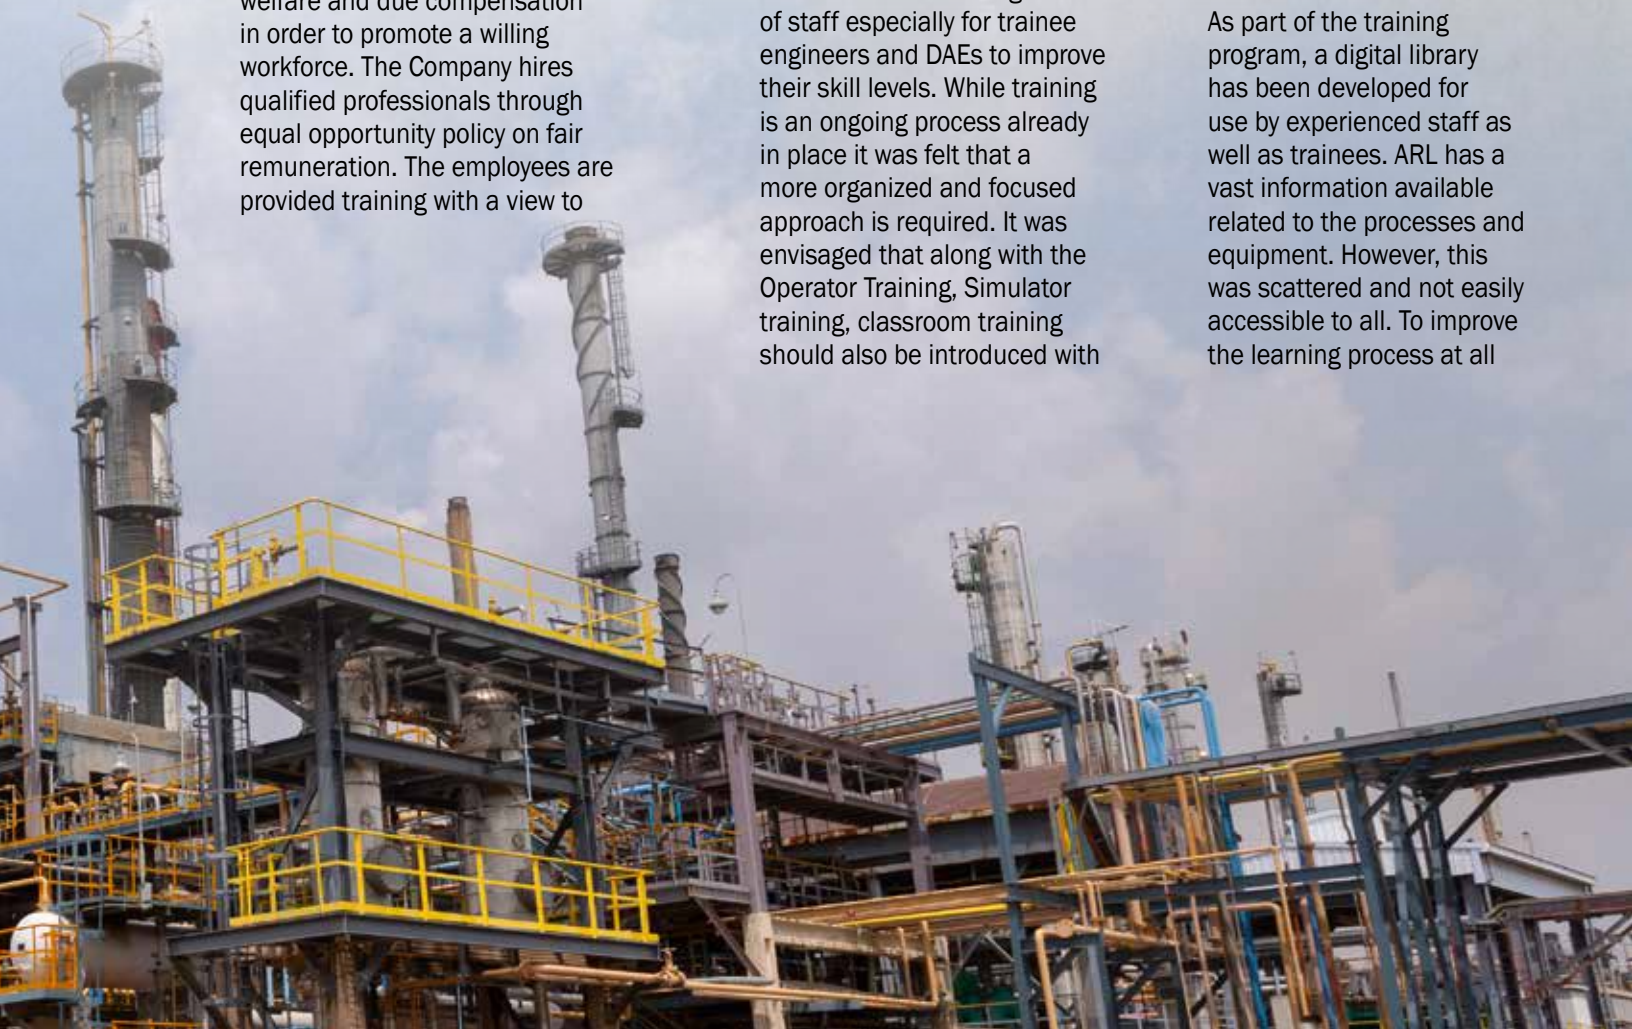 welfare and due compensation
in order to promote a willing
workforce. The Company hires
qualified professionals through
equal opportunity policy on fair
remuneration. The employees are
provided training with a view to
of staff especially for trainee
engineers and DAEs to improve
their skill levels. While training
is an ongoing process already
in place it was felt that a
more organized and focused
approach is required. It was
envisaged that along with the
Operator Training, Simulator
training, classroom training
should also be introduced with
As part of the training
program, a digital library
has been developed for
use by experienced staff as
well as trainees. ARL has a
vast information available
related to the processes and
equipment. However, this
was scattered and not easily
accessible to all. To improve
the learning process at all